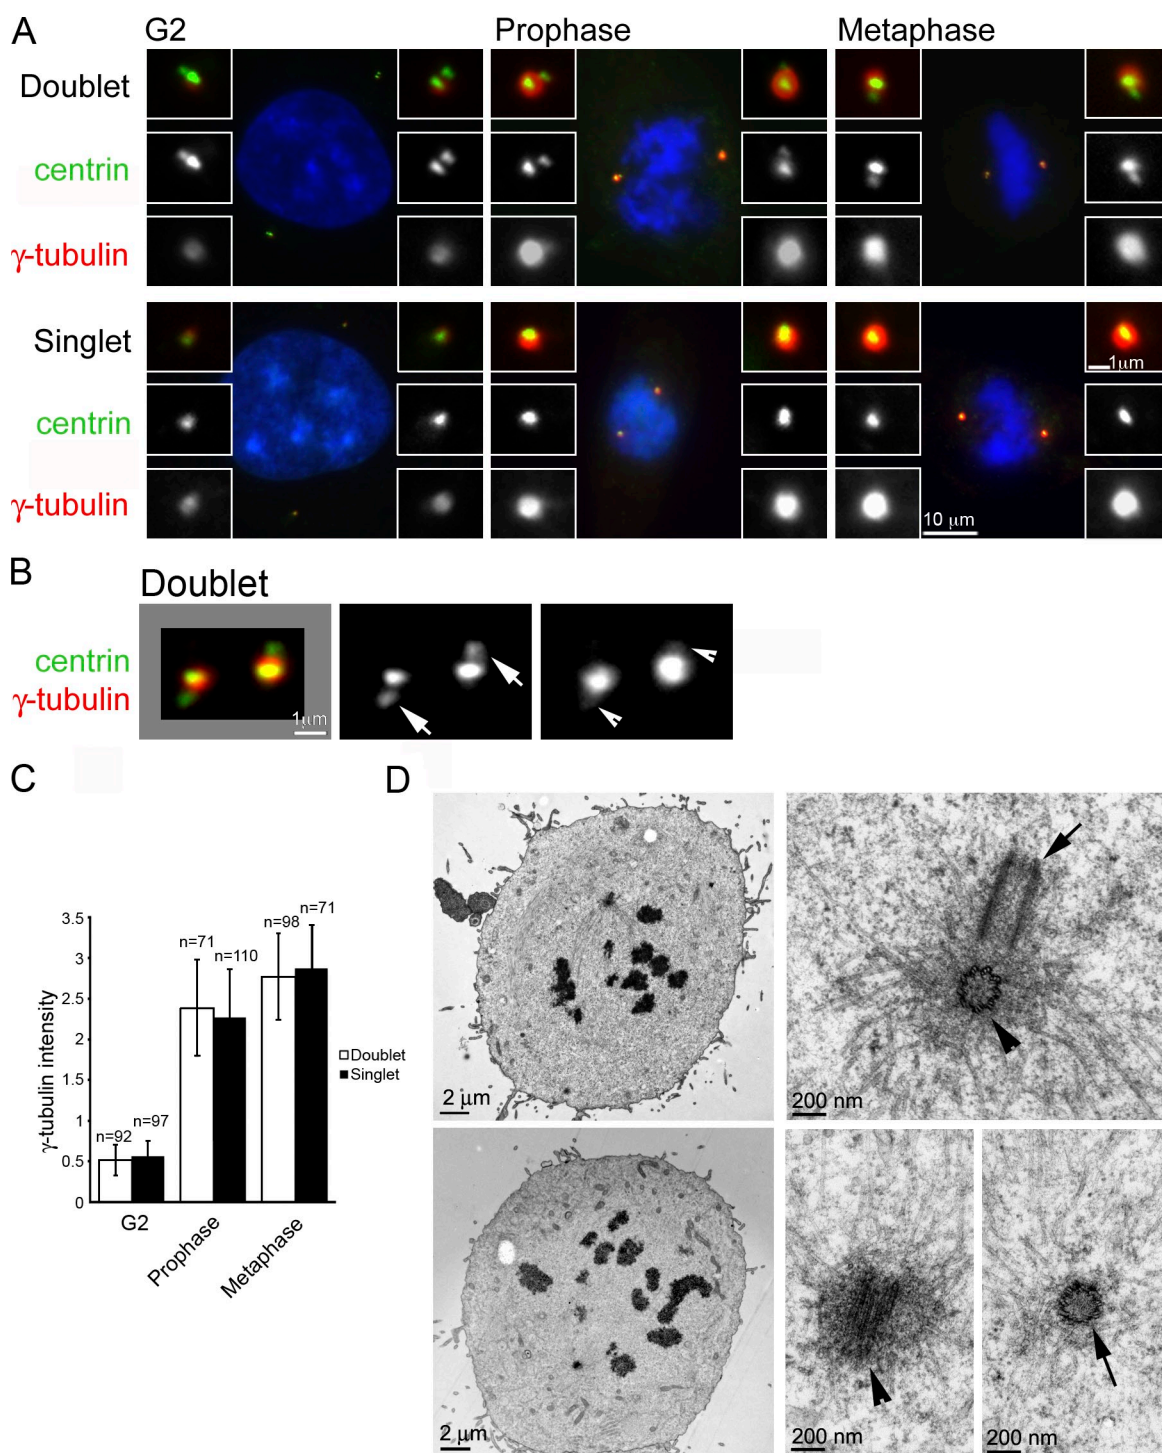 A
G2
Prophase
Metaphase
Doublet
centrin
γ-tubulin
Singlet
1μm
centrin
γ-tubulin
10 μm
B
Doublet
centrin
γ-tubulin
1μm
C
D
γ-tubulin intensity
3.5
3
2.5
2
1.5
1
0.5
0
n=92
n=97
n=71
n=110
n=98
n=71
Doublet
Singlet
G2
Prophase
Metaphase
2 μm
200 nm
2 μm
200 nm
200 nm